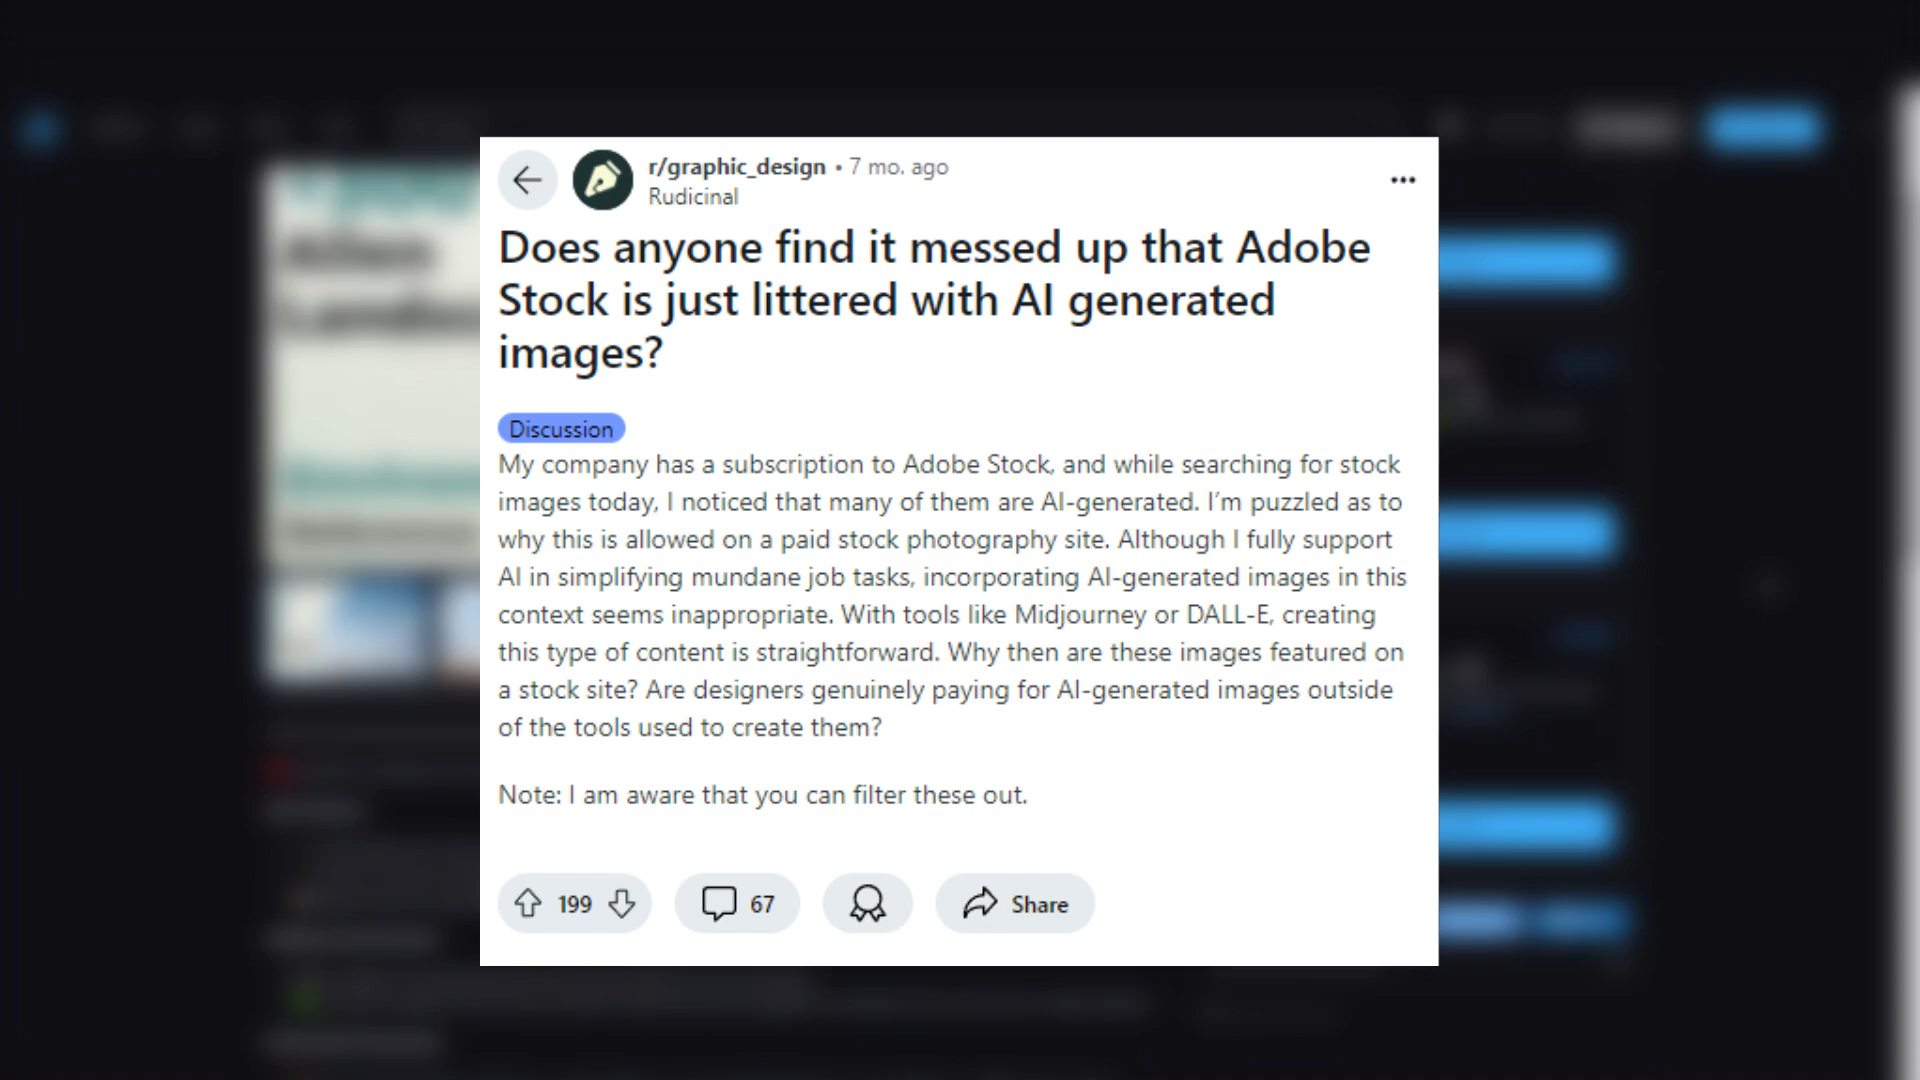 r/graphic_design • 7 mo. ago
Rudicinal
Does anyone find it messed up that Adobe
Stock is just littered with AI generated
images?
Discussion
My company has a subscription to Adobe Stock, and while searching for stock
images today, I noticed that many of them are AI-generated. I’m puzzled as to
why this is allowed on a paid stock photography site. Although I fully support
AI in simplifying mundane job tasks, incorporating AI-generated images in this
context seems inappropriate. With tools like Midjourney or DALL-E, creating
this type of content is straightforward. Why then are these images featured on
a stock site? Are designers genuinely paying for AI-generated images outside
of the tools used to create them?
Note: I am aware that you can filter these out.
199 67 Share